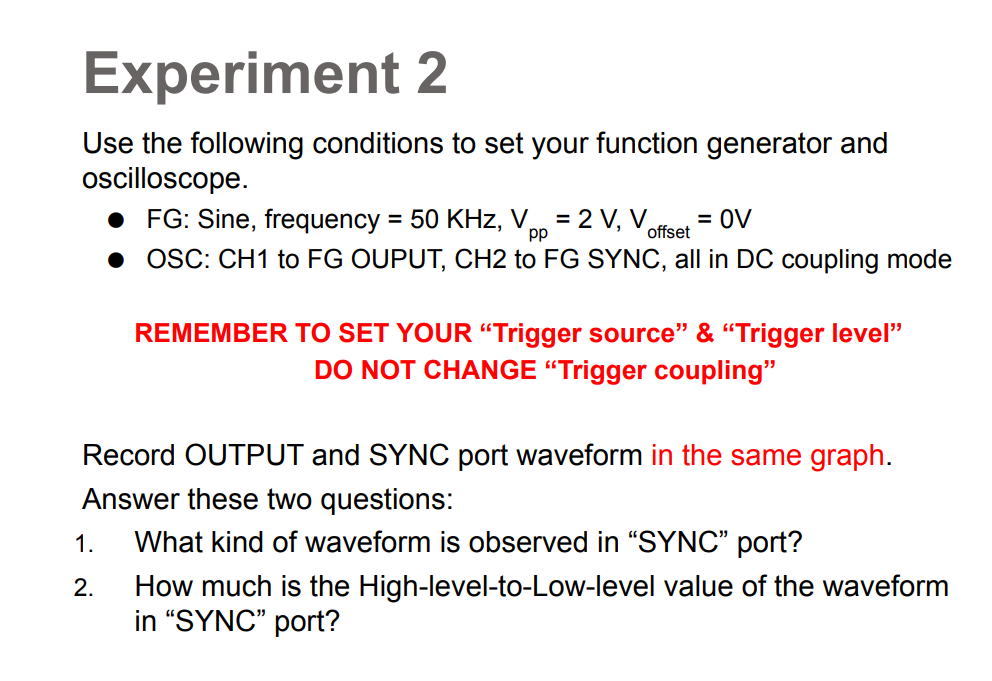 Experiment 2
Use the following conditions to set your function generator and
oscilloscope.
● FG: Sine, frequency = 50 KHz, Vpp = 2 V, Voffset = 0V
● OSC: CH1 to FG OUPUT, CH2 to FG SYNC, all in DC coupling mode
REMEMBER TO SET YOUR “Trigger source” & “Trigger level”
DO NOT CHANGE “Trigger coupling”
Record OUTPUT and SYNC port waveform in the same graph.
Answer these two questions:
1. What kind of waveform is observed in “SYNC” port?
2. How much is the High-level-to-Low-level value of the waveform
in “SYNC” port?